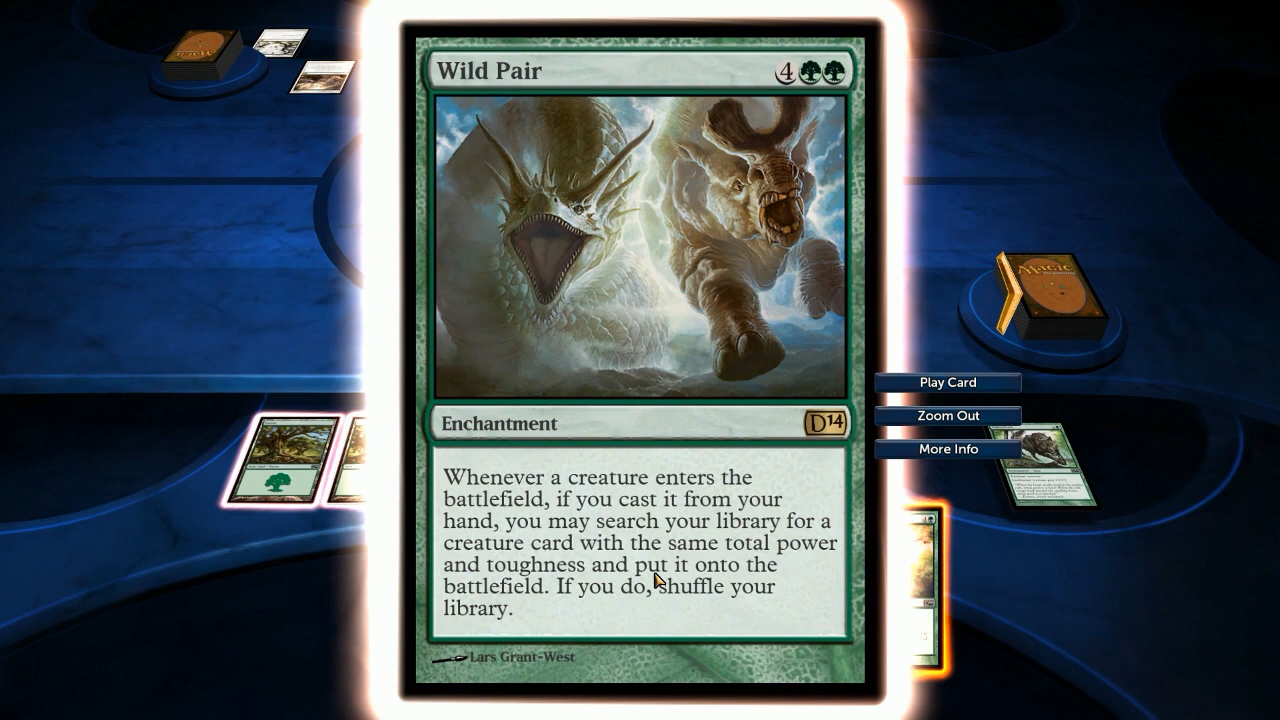 Wild Pair
4
Enchantment
D14
Whenever a creature enters the
battlefield, if you cast it from your
hand, you may search your library for a
creature card with the same total power
and toughness and put it onto the
battlefield. If you do, shuffle your
library.
Lars Grant-West
Magic
Play Card
Zoom Out
More Info